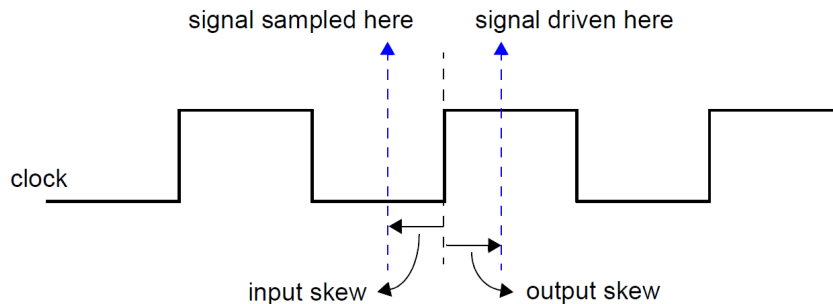 signal sampled here
signal driven here
clock
input skew
output skew